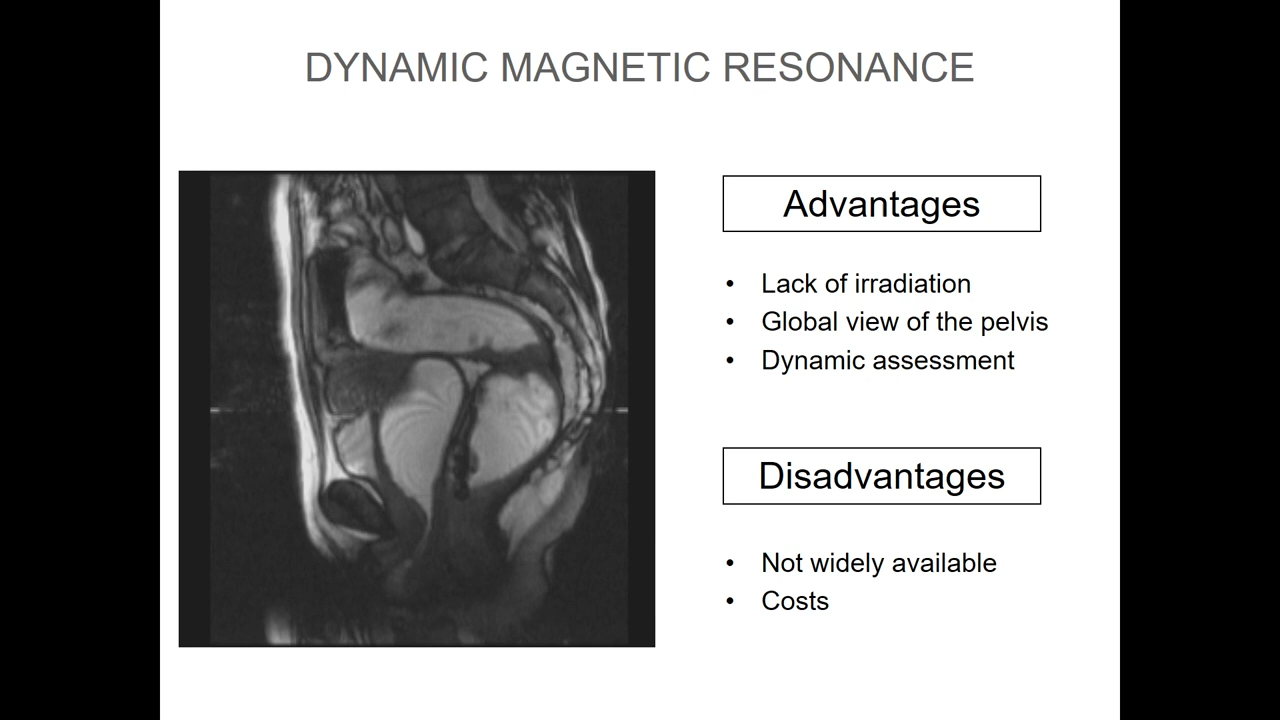 DYNAMIC MAGNETIC RESONANCE
Advantages
• Lack of irradiation
• Global view of the pelvis
• Dynamic assessment
Disadvantages
• Not widely available
• Costs